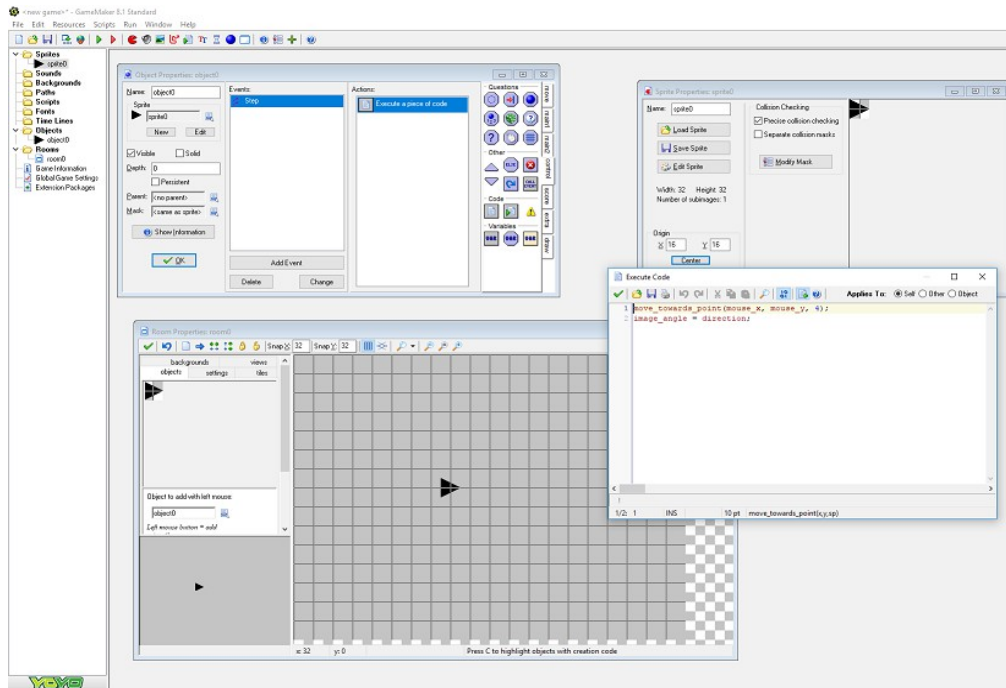 <new game>* - GameMaker 8.1 Standard
File Edit Resources Scripts Run Window Help
Sprites
sprite0
Sounds
Backgrounds
Paths
Scripts
Fonts
Time Lines
Objects
object0
Rooms
room0
Game Information
Global Game Settings
Extension Packages
Object Properties: object0
Name: object0
Sprite
sprite0
New Edit
Visible Solid
Depth: 0
Persistent
Parent: <no parent>
Mask: <same as sprite>
Show Information
OK
Events:
Step
Add Event
Delete Change
Actions:
Execute a piece of code
Questions
Other
Code
Variables
move
main1
main2
control
score
extra
draw
Sprite Properties: sprite0
Name: sprite0
Load Sprite
Save Sprite
Edit Sprite
Width: 32 Height: 32
Number of subimages: 1
Origin
X 16 Y 16
Center
Collision Checking
Precise collision checking
Separate collision masks
Modify Mask
Execute Code
Applies To: Self Other Object
1 move_towards_point(mouse_x, mouse_y, 4);
2 image_angle = direction;
1/2: 1 INS 10 pt move_towards_point(x,y,sp)
Room Properties: room0
Snap X: 32 Snap Y: 32
backgrounds views
objects settings tiles
Object to add with left mouse:
object0
Left mouse button = add
x: 32 y: 0 Press C to highlight objects with creation code
YOYO